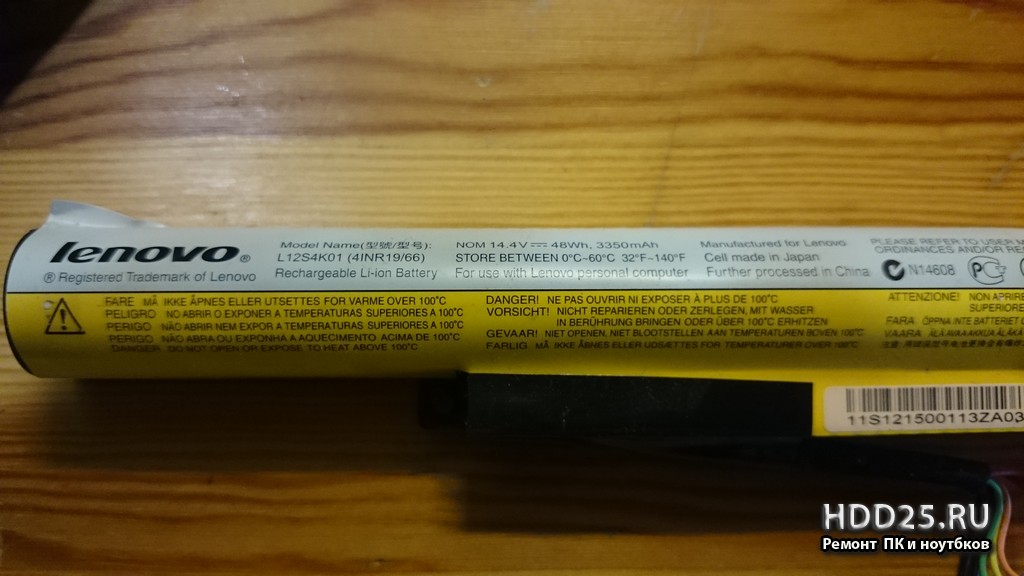 lenovo®
® Registered Trademark of Lenovo
Model Name(型號/型号):
L12S4K01 (4INR19/66)
Rechargeable Li-ion Battery
NOM 14.4V⎓ 48Wh, 3350mAh
STORE BETWEEN 0°C~60°C 32°F~140°F
For use with Lenovo personal computer
Manufactured for Lenovo
Cell made in Japan
Further processed in China
N14608
PLEASE REFER TO USER M
ORDINANCES AND/OR RE
FARE MÅ IKKE ÅPNES ELLER UTSETTES FOR VARME OVER 100°C
PELIGRO NO ABRIR O EXPONER A TEMPERATURAS SUPERIORES A 100°C
PERIGO NÃO ABRIR NEM EXPOR A TEMPERATURAS SUPERIORES A 100°C
PERIGO NÃO ABRA OU EXPONHA A AQUECIMENTO ACIMA DE 100°C
DANGER DO NOT OPEN OR EXPOSE TO HEAT ABOVE 100°C
DANGER! NE PAS OUVRIR NI EXPOSER À PLUS DE 100°C
VORSICHT! NICHT REPARIEREN ODER ZERLEGEN, MIT WASSER
IN BERÜHRUNG BRINGEN ODER ÜBER 100°C ERHITZEN
GEVAAR! NIET OPENEN, NIET BLOOTSTELLEN AAN TEMPERATUREN BOVEN 100°C
FARLIG MÅ IKKE ÅBNES ELLER UDSETTES FOR TEMPERATURER OVER 100°C
ATTENZIONE! NON APRIRE
SUPERIORE
FARA ÖPPNA INTE BATTERIET
VAARA ÄLÄ AVAA AKKUA ÄLÄKÄ
11S121500113ZA03
HDD25.RU
Ремонт ПК и ноутбков